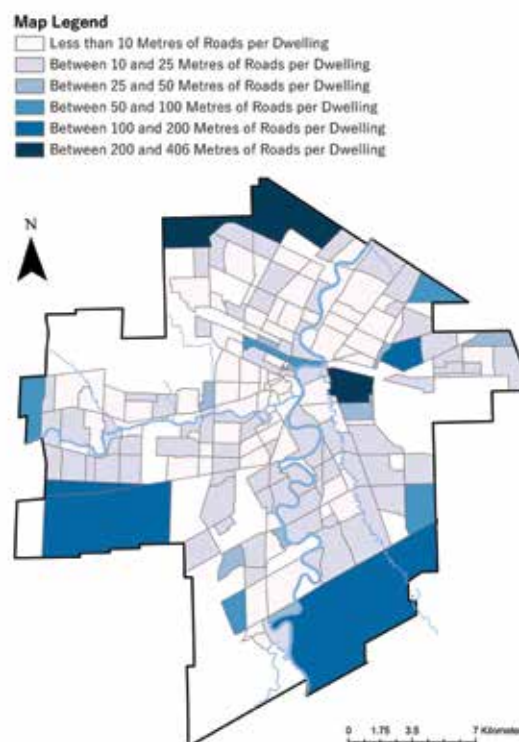 Map Legend
Less than 10 Metres of Roads per Dwelling
Between 10 and 25 Metres of Roads per Dwelling
Between 25 and 50 Metres of Roads per Dwelling
Between 50 and 100 Metres of Roads per Dwelling
Between 100 and 200 Metres of Roads per Dwelling
Between 200 and 406 Metres of Roads per Dwelling
N
0 1.75 3.5 7 Kilometres